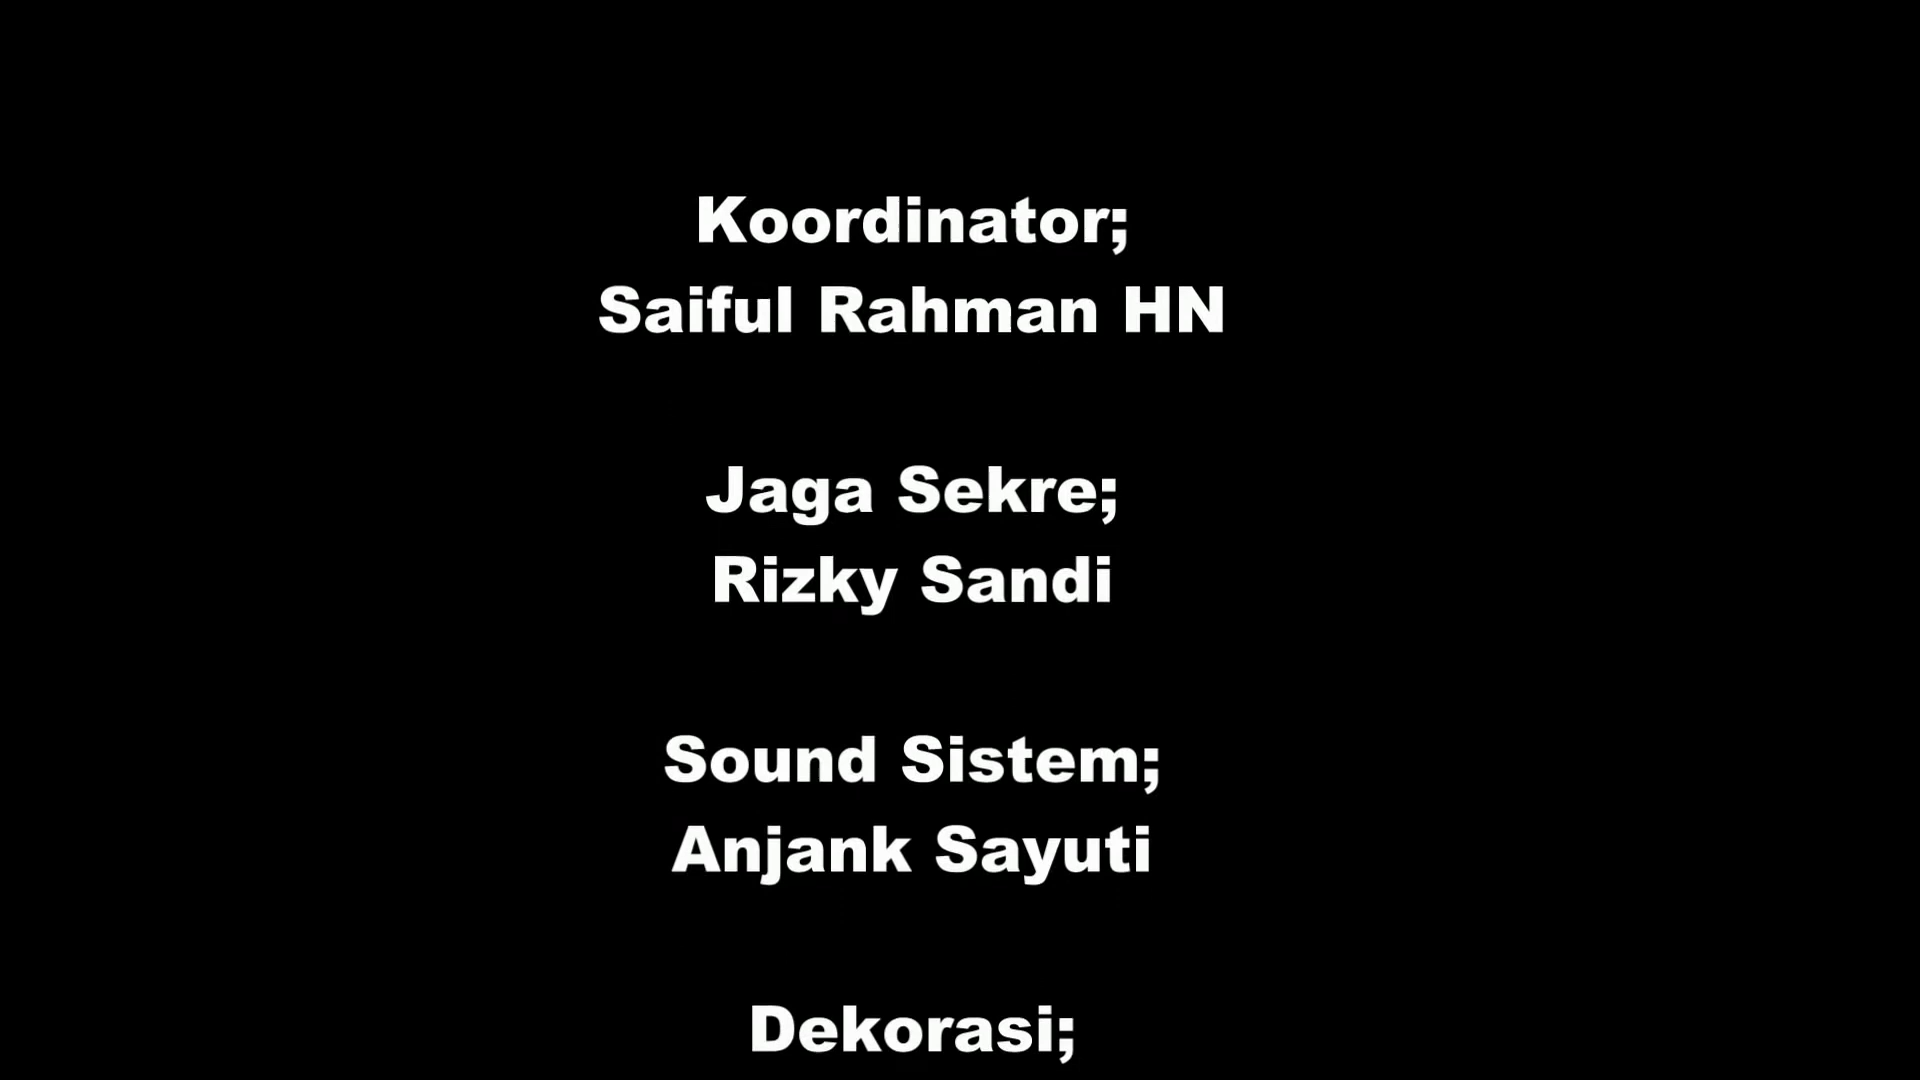 Koordinator;
Saiful Rahman HN
Jaga Sekre;
Rizky Sandi
Sound Sistem;
Anjank Sayuti
Dekorasi;